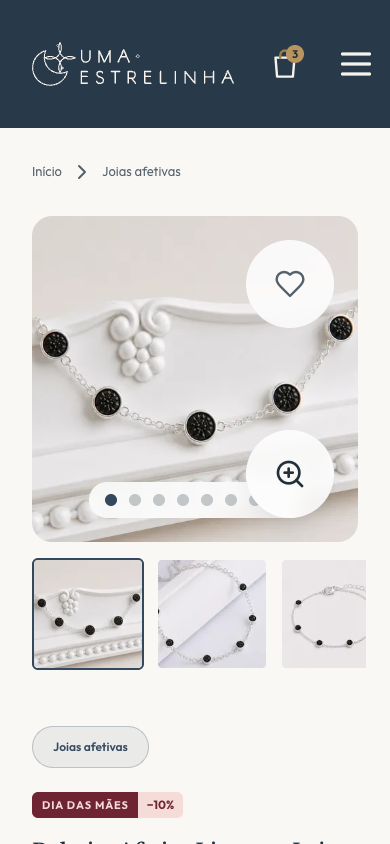 UMA
ESTRELINHA
3
Início
Joias afetivas
Joias afetivas
DIA DAS MÃES
−10%